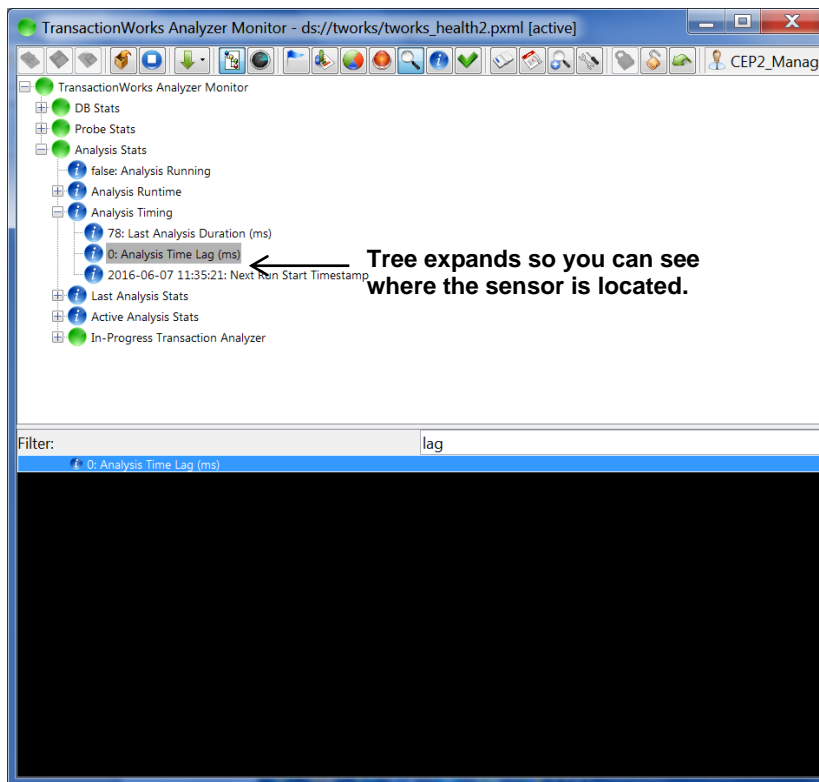 TransactionWorks Analyzer Monitor - ds://tworks/tworks_health2.pxml [active]
CEP2_Manag
TransactionWorks Analyzer Monitor
DB Stats
Probe Stats
Analysis Stats
false: Analysis Running
Analysis Runtime
Analysis Timing
78: Last Analysis Duration (ms)
0: Analysis Time Lag (ms)
2016-06-07 11:35:21: Next Run Start Timestamp
Tree expands so you can see
where the sensor is located.
Last Analysis Stats
Active Analysis Stats
In-Progress Transaction Analyzer
Filter: lag
0: Analysis Time Lag (ms)